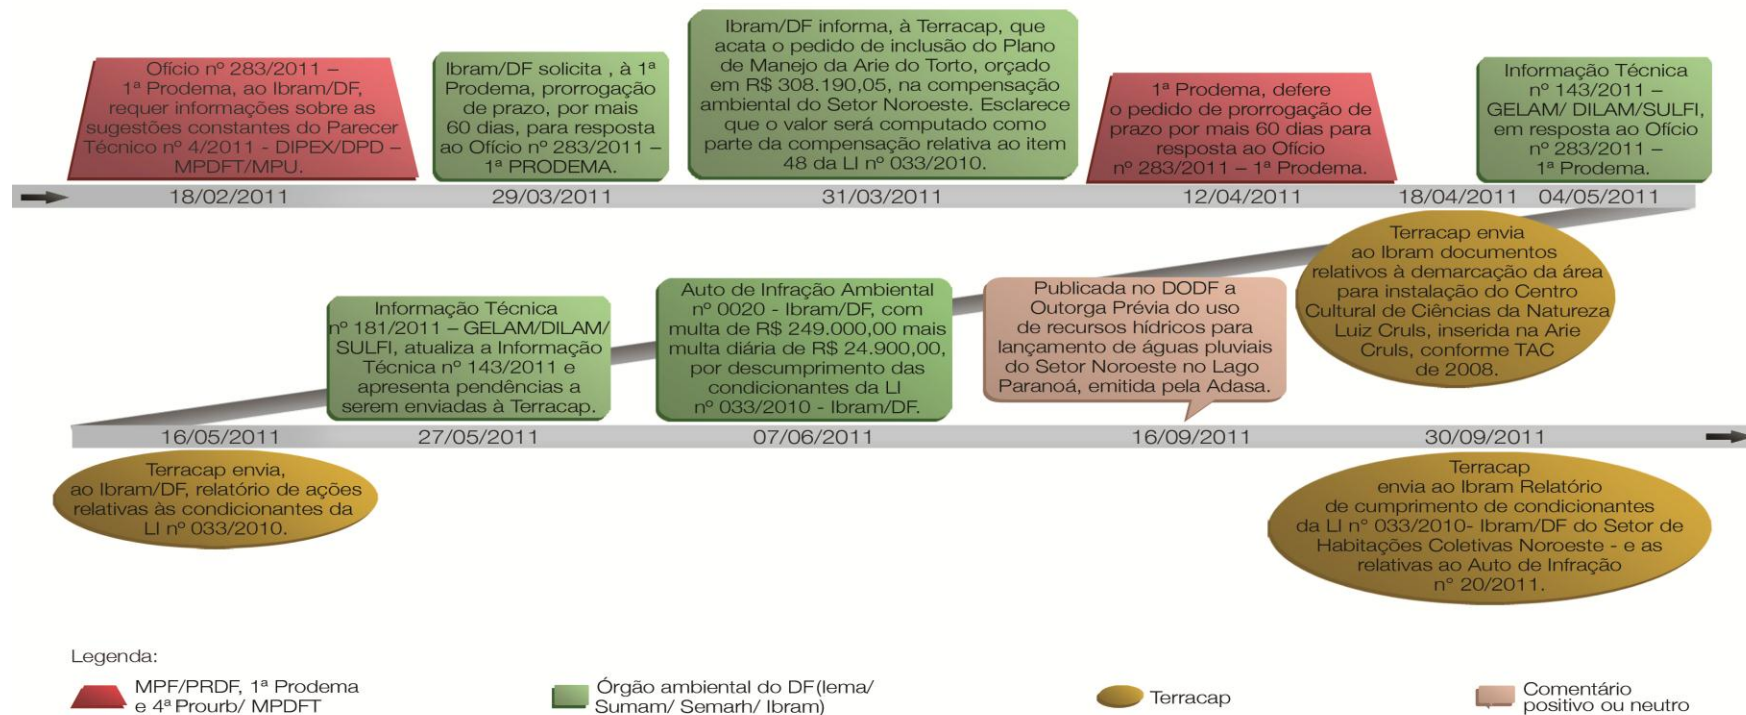 Ofício nº 283/2011 –
1ª Prodema, ao Ibram/DF,
requer informações sobre as
sugestões constantes do Parecer
Técnico nº 4/2011 - DIPEX/DPD –
MPDFT/MPU.
Ibram/DF solicita , à 1ª
Prodema, prorrogação
de prazo, por mais
60 dias, para resposta
ao Ofício nº 283/2011 –
1ª PRODEMA.
Ibram/DF informa, à Terracap, que
acata o pedido de inclusão do Plano
de Manejo da Arie do Torto, orçado
em R$ 308.190,05, na compensação
ambiental do Setor Noroeste. Esclarece
que o valor será computado como
parte da compensação relativa ao item
48 da LI nº 033/2010.
1ª Prodema, defere
o pedido de prorrogação de
prazo por mais 60 dias para
resposta ao Ofício
nº 283/2011 – 1ª Prodema.
Informação Técnica
nº 143/2011 –
GELAM/ DILAM/SULFI,
em resposta ao Ofício
nº 283/2011 –
1ª Prodema.
18/02/2011
29/03/2011
31/03/2011
12/04/2011
18/04/2011
04/05/2011
Terracap envia
ao Ibram documentos
relativos à demarcação da área
para instalação do Centro
Cultural de Ciências da Natureza
Luiz Cruls, inserida na Arie
Cruls, conforme TAC
de 2008.
Informação Técnica
nº 181/2011 – GELAM/DILAM/
SULFI, atualiza a Informação
Técnica nº 143/2011 e
apresenta pendências a
serem enviadas à Terracap.
Auto de Infração Ambiental
nº 0020 - Ibram/DF, com
multa de R$ 249.000,00 mais
multa diária de R$ 24.900,00,
por descumprimento das
condicionantes da LI
nº 033/2010 - Ibram/DF.
Publicada no DODF a
Outorga Prévia do uso
de recursos hídricos para
lançamento de águas pluviais
do Setor Noroeste no Lago
Paranoá, emitida pela Adasa.
16/05/2011
27/05/2011
07/06/2011
16/09/2011
30/09/2011
Terracap envia,
ao Ibram/DF, relatório de ações
relativas às condicionantes da
LI nº 033/2010.
Terracap
envia ao Ibram Relatório
de cumprimento de condicionantes
da LI n° 033/2010- Ibram/DF do Setor de
Habitações Coletivas Noroeste - e as
relativas ao Auto de Infração
n° 20/2011.
Legenda:
MPF/PRDF, 1ª Prodema
e 4ª Prourb/ MPDFT
Órgão ambiental do DF(Iema/
Sumam/ Semarh/ Ibram)
Terracap
Comentário
positivo ou neutro